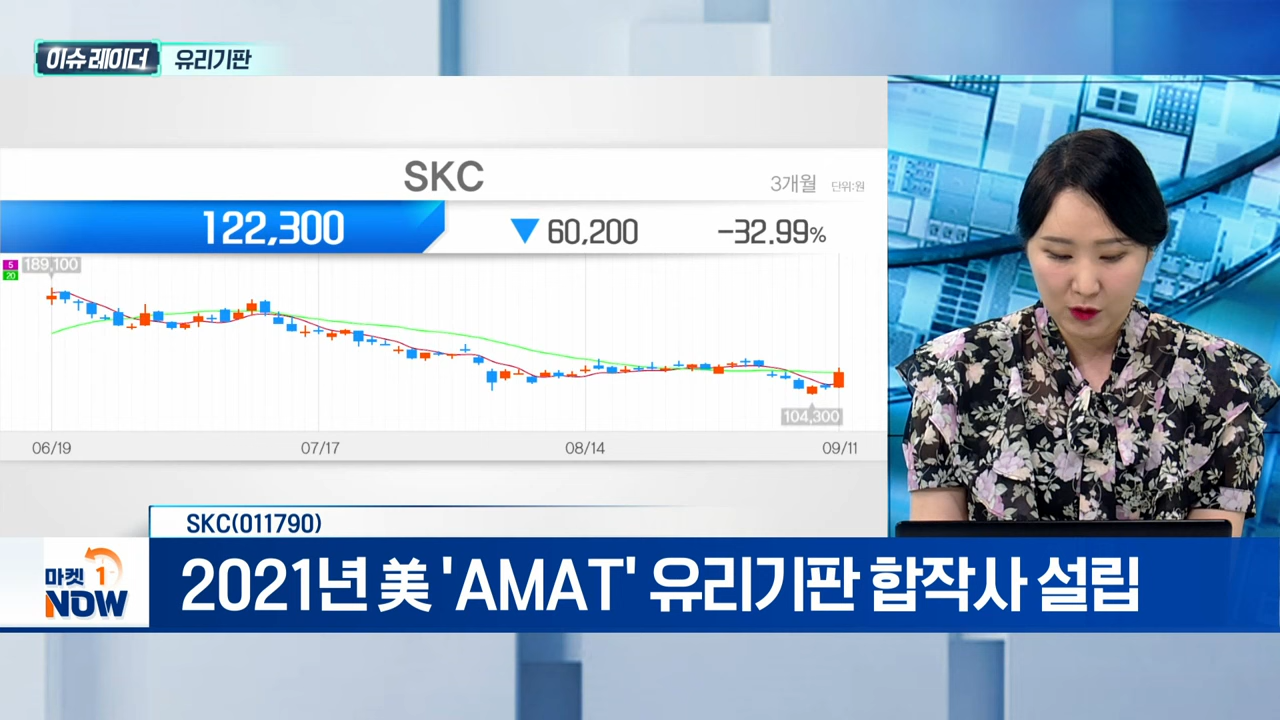 이슈 레이더 유리기판
SKC
3개월 단위:원
122,300 ▼ 60,200 -32.99%
5
20
189,100
104,300
06/19 07/17 08/14 09/11
SKC(011790)
마켓 1
NOW
2021년 美 'AMAT' 유리기판 합작사 설립